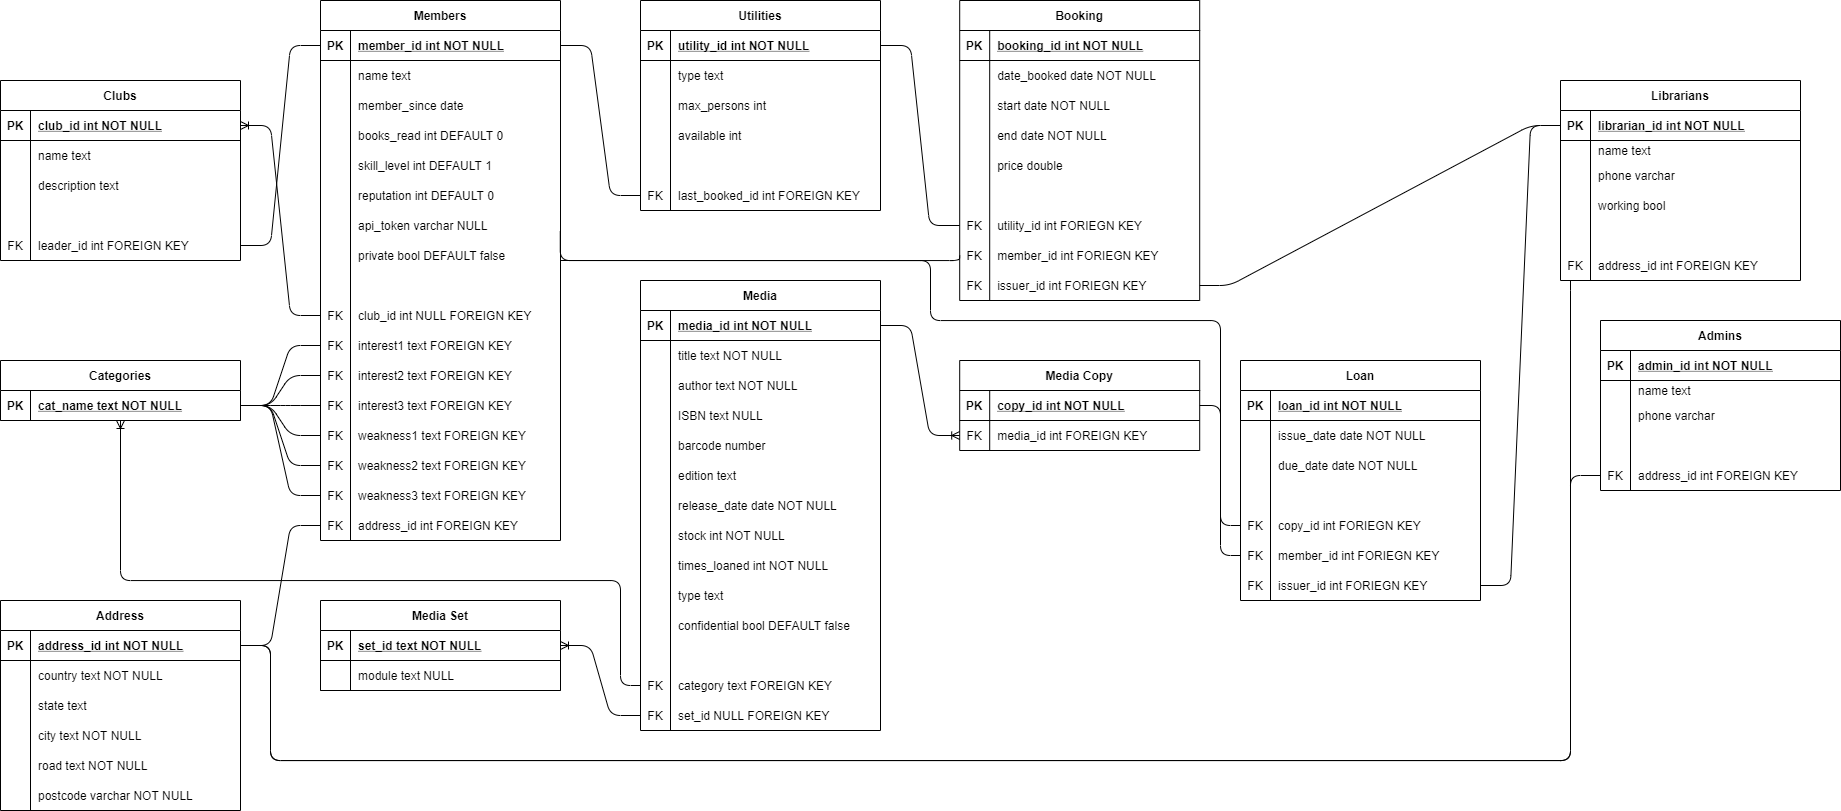 Members
PK member_id int NOT NULL
name text
member_since date
books_read int DEFAULT 0
skill_level int DEFAULT 1
reputation int DEFAULT 0
api_token varchar NULL
private bool DEFAULT false
FK club_id int NULL FOREIGN KEY
FK interest1 text FOREIGN KEY
FK interest2 text FOREIGN KEY
FK interest3 text FOREIGN KEY
FK weakness1 text FOREIGN KEY
FK weakness2 text FOREIGN KEY
FK weakness3 text FOREIGN KEY
FK address_id int FOREIGN KEY
Utilities
PK utility_id int NOT NULL
type text
max_persons int
available int
FK last_booked_id int FOREIGN KEY
Booking
PK booking_id int NOT NULL
date_booked date NOT NULL
start date NOT NULL
end date NOT NULL
price double
FK utility_id int FORIEGN KEY
FK member_id int FORIEGN KEY
FK issuer_id int FORIEGN KEY
Clubs
PK club_id int NOT NULL
name text
description text
FK leader_id int FOREIGN KEY
Librarians
PK librarian_id int NOT NULL
name text
phone varchar
working bool
FK address_id int FOREIGN KEY
Media
PK media_id int NOT NULL
title text NOT NULL
author text NOT NULL
ISBN text NULL
barcode number
edition text
release_date date NOT NULL
stock int NOT NULL
times_loaned int NOT NULL
type text
confidential bool DEFAULT false
FK category text FOREIGN KEY
FK set_id NULL FOREIGN KEY
Admins
PK admin_id int NOT NULL
name text
phone varchar
FK address_id int FOREIGN KEY
Categories
PK cat_name text NOT NULL
Media Copy
PK copy_id int NOT NULL
FK media_id int FOREIGN KEY
Loan
PK loan_id int NOT NULL
issue_date date NOT NULL
due_date date NOT NULL
FK copy_id int FORIEGN KEY
FK member_id int FORIEGN KEY
FK issuer_id int FORIEGN KEY
Address
PK address_id int NOT NULL
country text NOT NULL
state text
city text NOT NULL
road text NOT NULL
postcode varchar NOT NULL
Media Set
PK set_id text NOT NULL
module text NULL